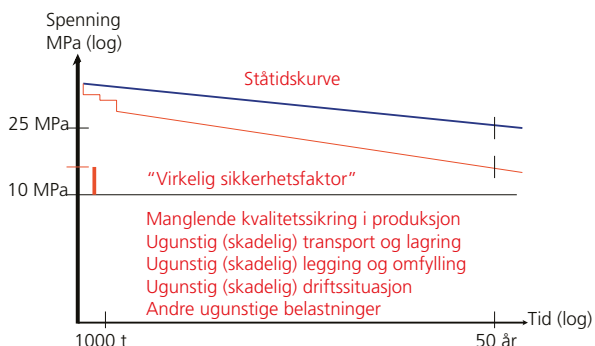 Spenning
MPa (log)
Ståtidskurve
25 MPa
10 MPa
“Virkelig sikkerhetsfaktor”
Manglende kvalitetssikring i produksjon
Ugunstig (skadelig) transport og lagring
Ugunstig (skadelig) legging og omfylling
Ugunstig (skadelig) driftssituasjon
Andre ugunstige belastninger
Tid (log)
1000 t
50 år